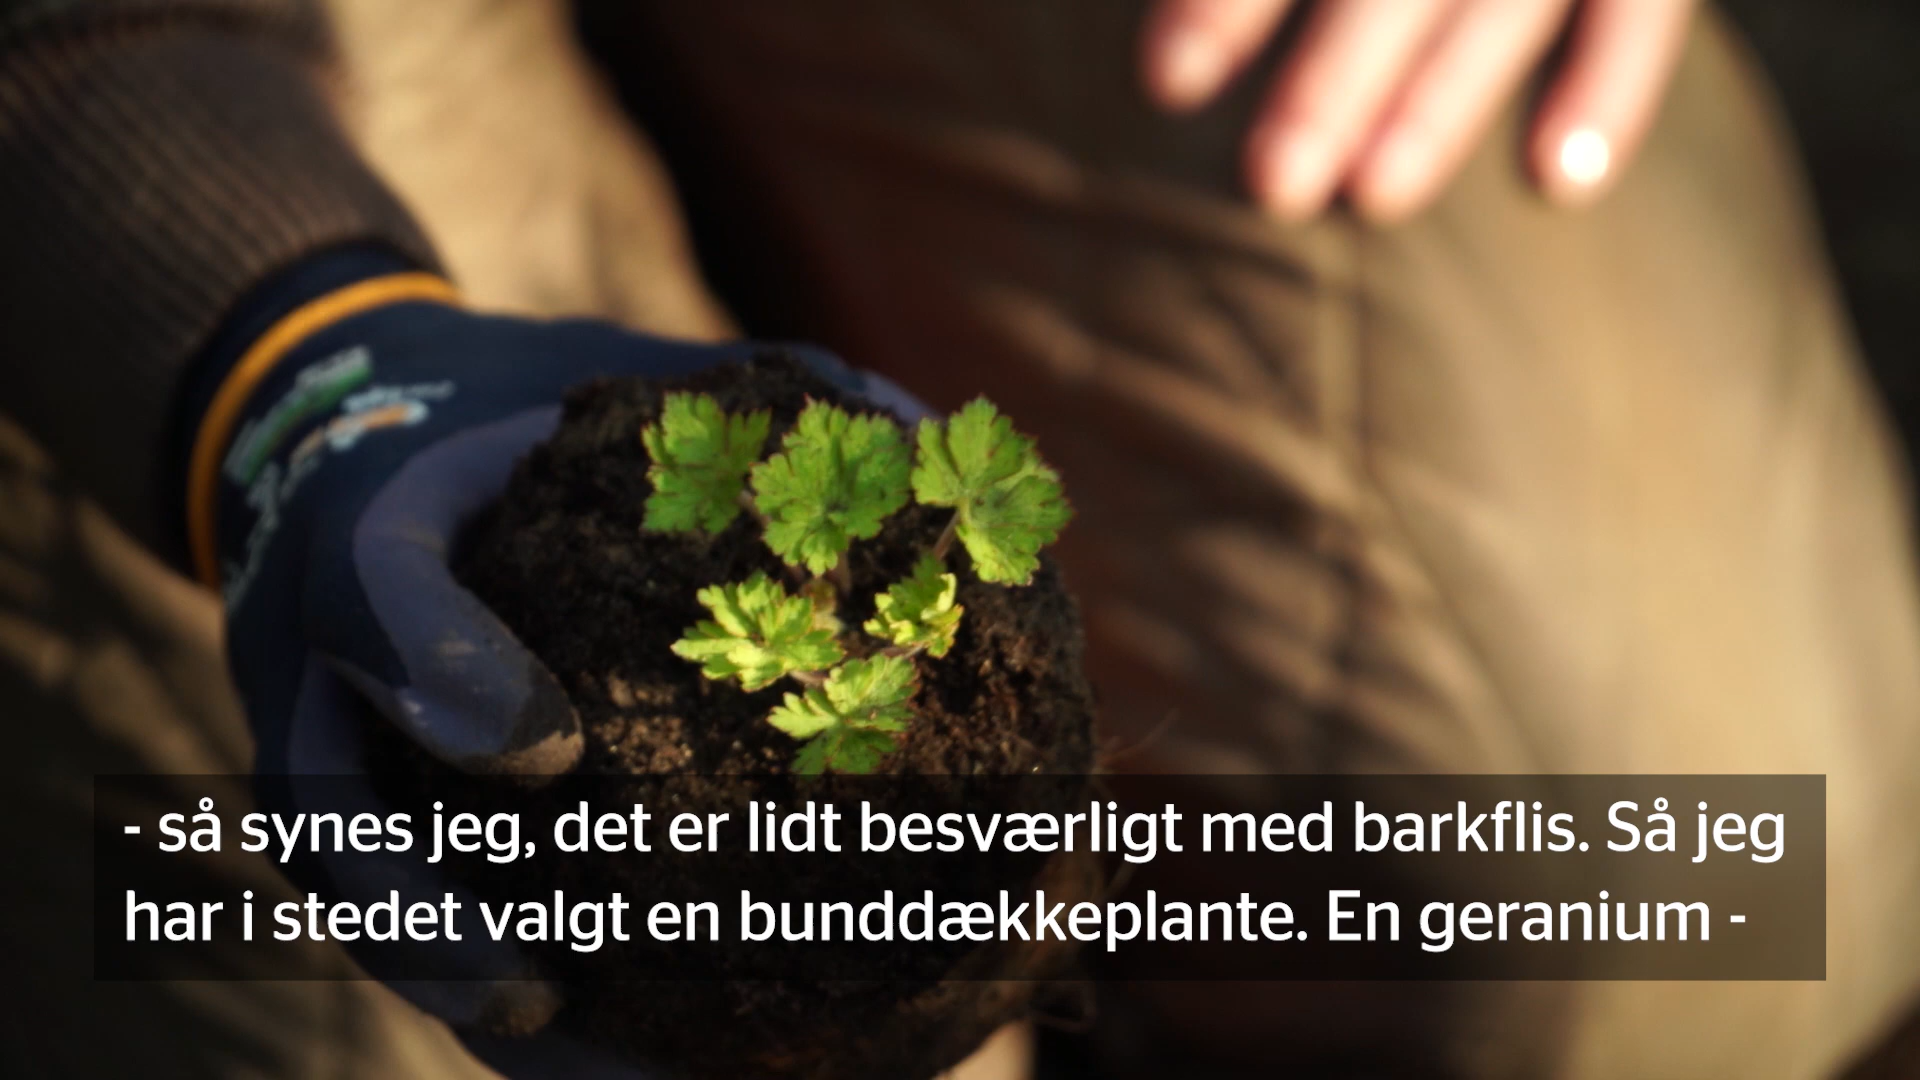 - så synes jeg, det er lidt besværligt med barkflis. Så jeg
har i stedet valgt en bunddækkeplante. En geranium -